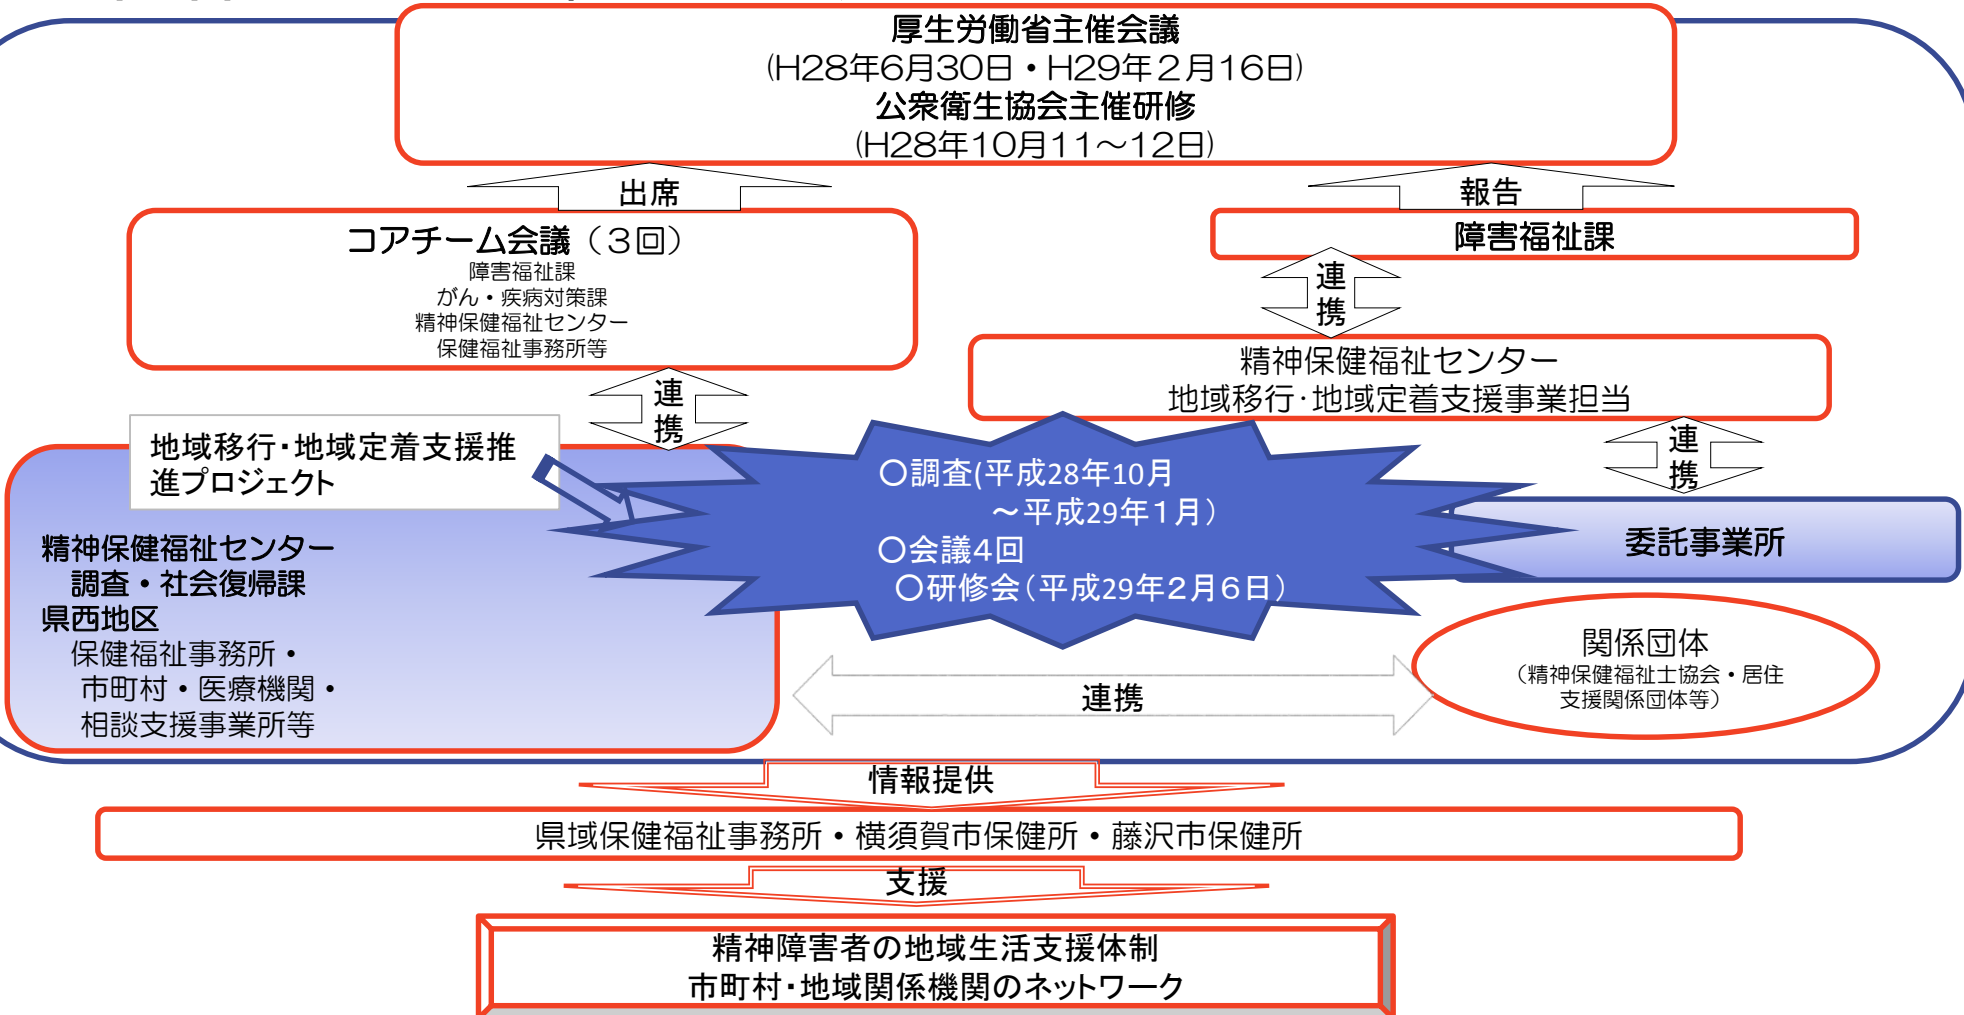 厚生労働省主催会議
(H28年6月30日・H29年2月16日)
公衆衛生協会主催研修
(H28年10月11～12日)
出席
報告
コアチーム会議（３回）
障害福祉課
がん・疾病対策課
精神保健福祉センター
保健福祉事務所等
障害福祉課
連携
精神保健福祉センター
地域移行･地域定着支援事業担当
連携
連携
地域移行・地域定着支援推
進プロジェクト
精神保健福祉センター
調査・社会復帰課
県西地区
保健福祉事務所・
市町村・医療機関・
相談支援事業所等
〇調査(平成28年10月
～平成29年１月）
〇会議4回
〇研修会（平成29年2月6日）
委託事業所
関係団体
（精神保健福祉士協会・居住
支援関係団体等）
連携
情報提供
県域保健福祉事務所・横須賀市保健所・藤沢市保健所
支援
精神障害者の地域生活支援体制
市町村・地域関係機関のネットワーク